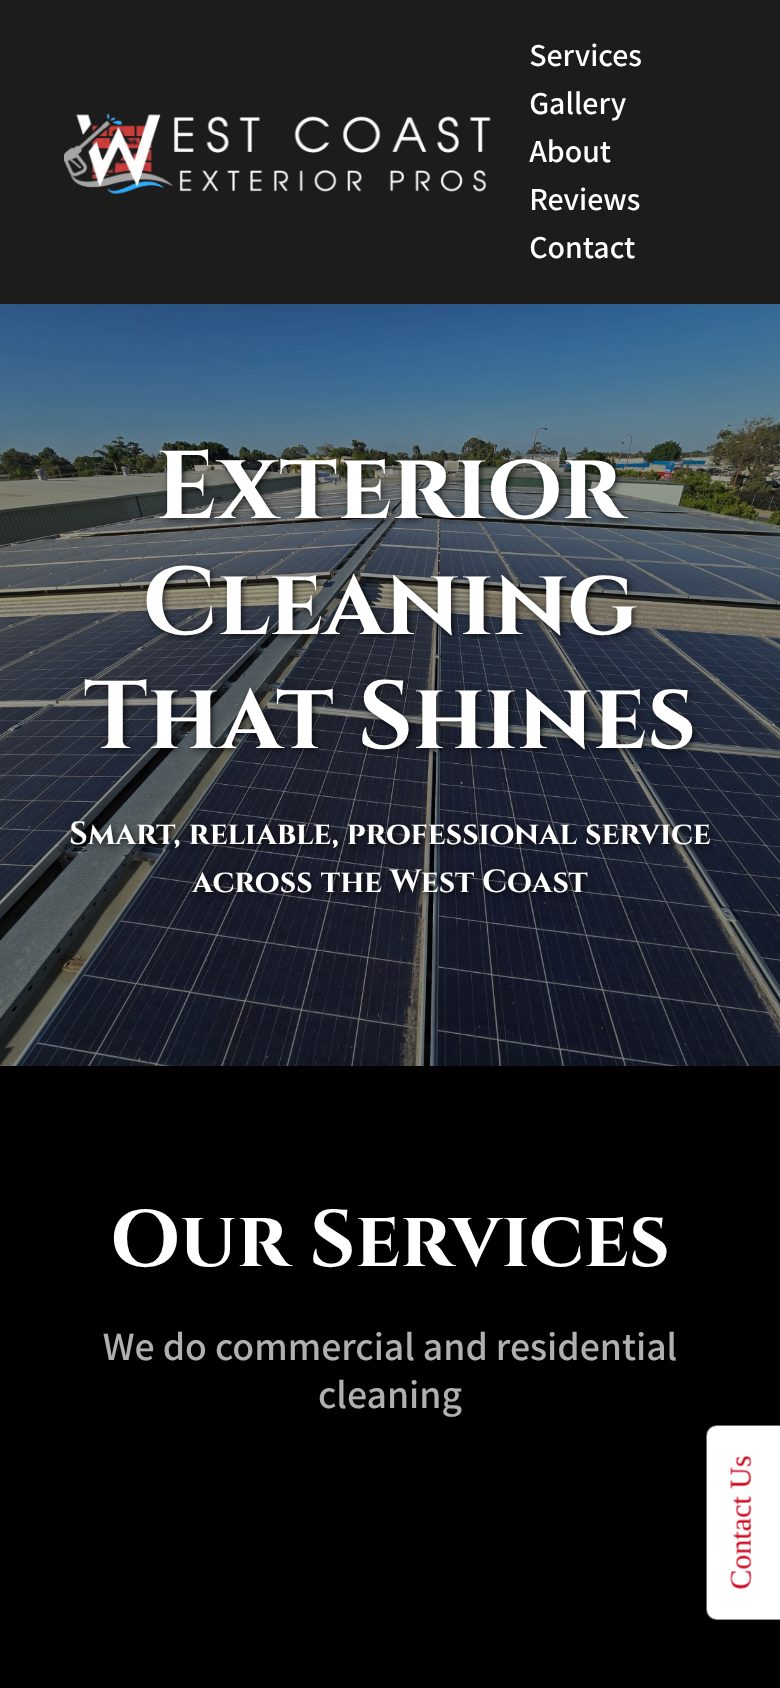 WEST COAST
EXTERIOR PROS
Services
Gallery
About
Reviews
Contact
Exterior
Cleaning
That Shines
Smart, reliable, professional service
across the West Coast
Our Services
We do commercial and residential
cleaning
Contact Us